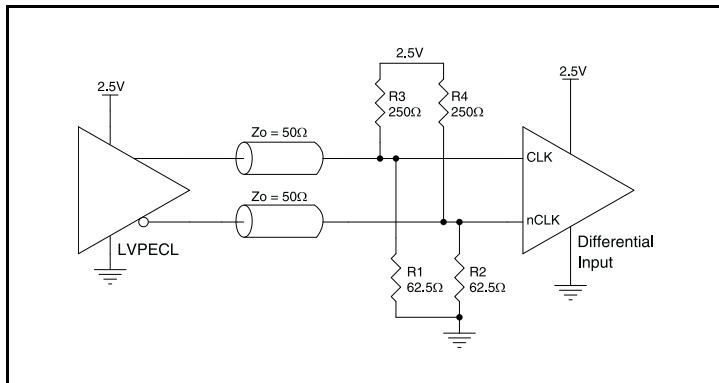 2.5V
2.5V
2.5V
R3
250Ω
R4
250Ω
Zo = 50Ω
CLK
Zo = 50Ω
nCLK
LVPECL
Differential
Input
R1
62.5Ω
R2
62.5Ω